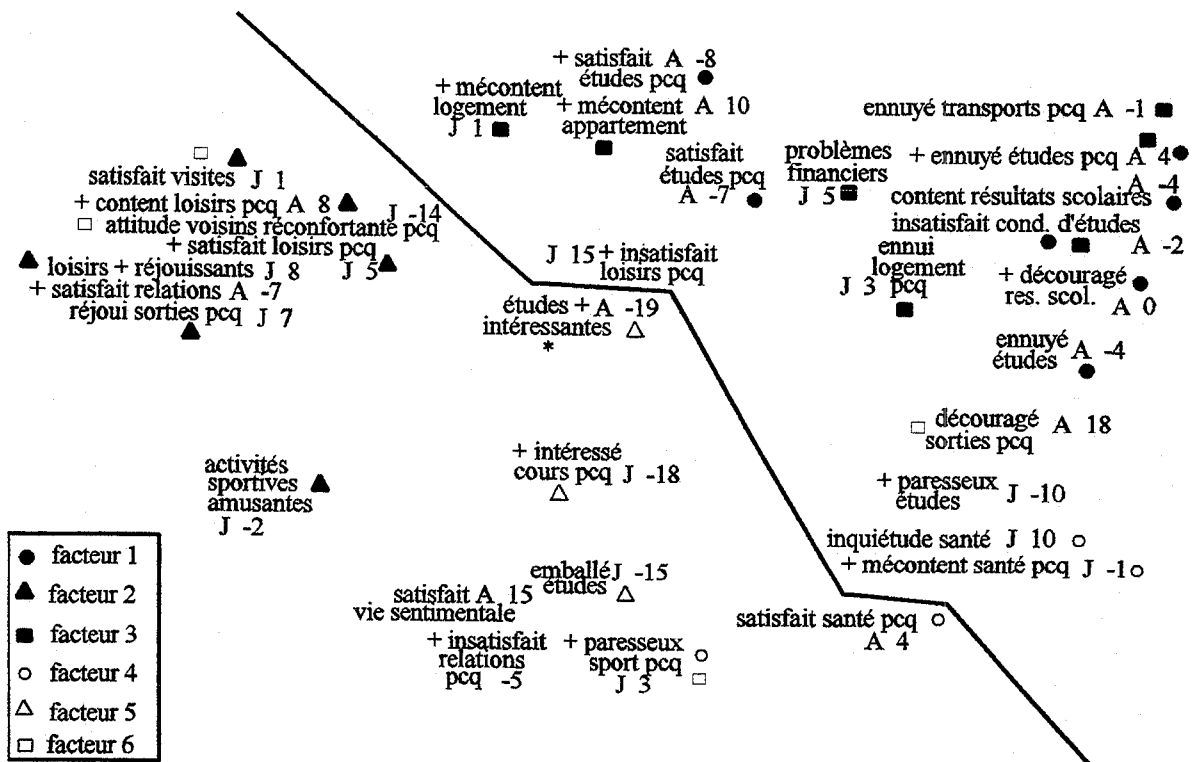 + satisfait A -8
études pcq
+ mécontent
logement
J 1
+ mécontent A 10
appartement
ennuyé transports pcq A -1
satisfait
études pcq
A -7
problèmes
financiers
J 5
+ ennuyé études pcq A 4
A -4
content résultats scolaires
insatisfait cond. d'études
A -2
satisfait visites J 1
+ content loisirs pcq A 8
J -14
attitude voisins réconfortante pcq
+ satisfait loisirs pcq
J 5
loisirs + réjouissants J 8
+ satisfait relations A -7
réjoui sorties pcq J 7
J 15 + insatisfait
loisirs pcq
ennui
logement
J 3 pcq
+ découragé
res. scol.
A 0
études + A -19
intéressantes
*
ennuyé A -4
études
découragé A 18
sorties pcq
activités
sportives
amusantes
J -2
+ intéressé
cours pcq J -18
+ paresseux J -10
études
inquiétude santé J 10
+ mécontent santé pcq J -1
emballé J -15
études
satisfait A 15
vie sentimentale
+ insatisfait
relations
pcq -5
+ paresseux
sport pcq
J 3
satisfait santé pcq
A 4
facteur 1
facteur 2
facteur 3
facteur 4
facteur 5
facteur 6